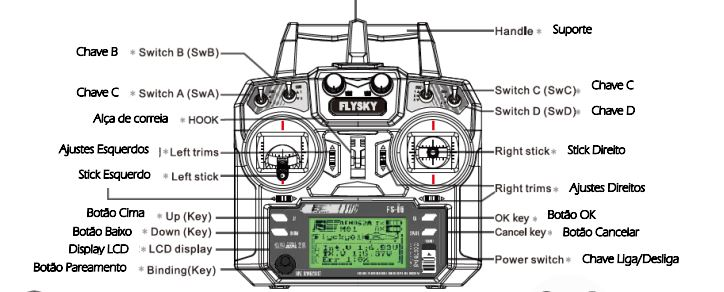 Handle * Suporte
Chave B * Switch B (SwB)
Chave C * Switch A (SwA)
Switch C (SwC) * Chave C
FLYSKY
Switch D (SwD) * Chave D
Alça de correia * HOOK
Ajustes Esquerdos * Left trims
Right stick * Stick Direito
Stick Esquerdo * Left stick
Right trims * Ajustes Direitos
FS-i6
Botão Cima * Up (Key)
OK key * Botão OK
Botão Baixo * Down (Key)
Cancel key * Botão Cancelar
Display LCD * LCD display
Power switch * Chave Liga/Desliga
Botão Pareamento * Binding(Key)